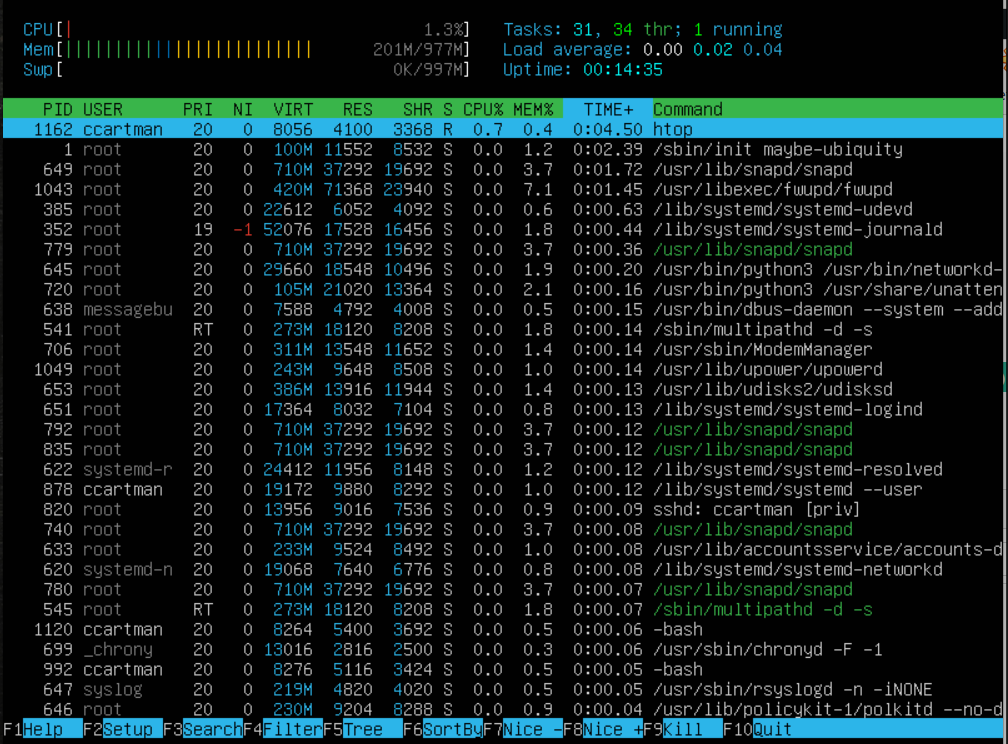 CPU[| 1.3%] Tasks: 31, 34 thr; 1 running
Mem[||||||||||||||||||||||||| 201M/977M] Load average: 0.00 0.02 0.04
Swp[ 0K/997M] Uptime: 00:14:35
PID USER PRI NI VIRT RES SHR S CPU% MEM% TIME+ Command
1162 ccartman 20 0 8056 4100 3368 R 0.7 0.4 0:04.50 htop
1 root 20 0 100M 11552 8532 S 0.0 1.2 0:02.39 /sbin/init maybe-ubiquity
649 root 20 0 710M 37292 19692 S 0.0 3.7 0:01.72 /usr/lib/snapd/snapd
1043 root 20 0 420M 71368 23940 S 0.0 7.1 0:01.45 /usr/libexec/fwupd/fwupd
385 root 20 0 22612 6052 4092 S 0.0 0.6 0:00.63 /lib/systemd/systemd-udevd
352 root 19 -1 52076 17528 16456 S 0.0 1.8 0:00.44 /lib/systemd/systemd-journald
779 root 20 0 710M 37292 19692 S 0.0 3.7 0:00.36 /usr/lib/snapd/snapd
645 root 20 0 29660 18548 10496 S 0.0 1.9 0:00.20 /usr/bin/python3 /usr/bin/networkd-
720 root 20 0 105M 21020 13364 S 0.0 2.1 0:00.16 /usr/bin/python3 /usr/share/unatten
638 messagebu 20 0 7588 4792 4008 S 0.0 0.5 0:00.15 /usr/bin/dbus-daemon --system --add
541 root RT 0 273M 18120 8208 S 0.0 1.8 0:00.14 /sbin/multipathd -d -s
706 root 20 0 311M 13548 11652 S 0.0 1.4 0:00.14 /usr/sbin/ModemManager
1049 root 20 0 243M 9648 8508 S 0.0 1.0 0:00.14 /usr/lib/upower/upowerd
653 root 20 0 386M 13916 11944 S 0.0 1.4 0:00.13 /usr/lib/udisks2/udisksd
651 root 20 0 17364 8032 7104 S 0.0 0.8 0:00.13 /lib/systemd/systemd-logind
792 root 20 0 710M 37292 19692 S 0.0 3.7 0:00.12 /usr/lib/snapd/snapd
835 root 20 0 710M 37292 19692 S 0.0 3.7 0:00.12 /usr/lib/snapd/snapd
622 systemd-r 20 0 24412 11956 8148 S 0.0 1.2 0:00.12 /lib/systemd/systemd-resolved
878 ccartman 20 0 19172 9880 8292 S 0.0 1.0 0:00.12 /lib/systemd/systemd --user
820 root 20 0 13956 9016 7536 S 0.0 0.9 0:00.09 sshd: ccartman [priv]
740 root 20 0 710M 37292 19692 S 0.0 3.7 0:00.08 /usr/lib/snapd/snapd
633 root 20 0 233M 9524 8492 S 0.0 1.0 0:00.08 /usr/lib/accountsservice/accounts-d
620 systemd-n 20 0 19068 7640 6776 S 0.0 0.8 0:00.08 /lib/systemd/systemd-networkd
780 root 20 0 710M 37292 19692 S 0.0 3.7 0:00.07 /usr/lib/snapd/snapd
545 root RT 0 273M 18120 8208 S 0.0 1.8 0:00.07 /sbin/multipathd -d -s
1120 ccartman 20 0 8264 5400 3692 S 0.0 0.5 0:00.06 -bash
699 _chrony 20 0 13016 2816 2500 S 0.0 0.3 0:00.06 /usr/sbin/chronyd -F -1
992 ccartman 20 0 8276 5116 3424 S 0.0 0.5 0:00.05 -bash
647 syslog 20 0 219M 4820 4020 S 0.0 0.5 0:00.05 /usr/sbin/rsyslogd -n -iNONE
646 root 20 0 230M 9204 8288 S 0.0 0.9 0:00.04 /usr/lib/policykit-1/polkitd --no-d
F1Help F2Setup F3SearchF4FilterF5Tree F6SortByF7Nice -F8Nice +F9Kill F10Quit